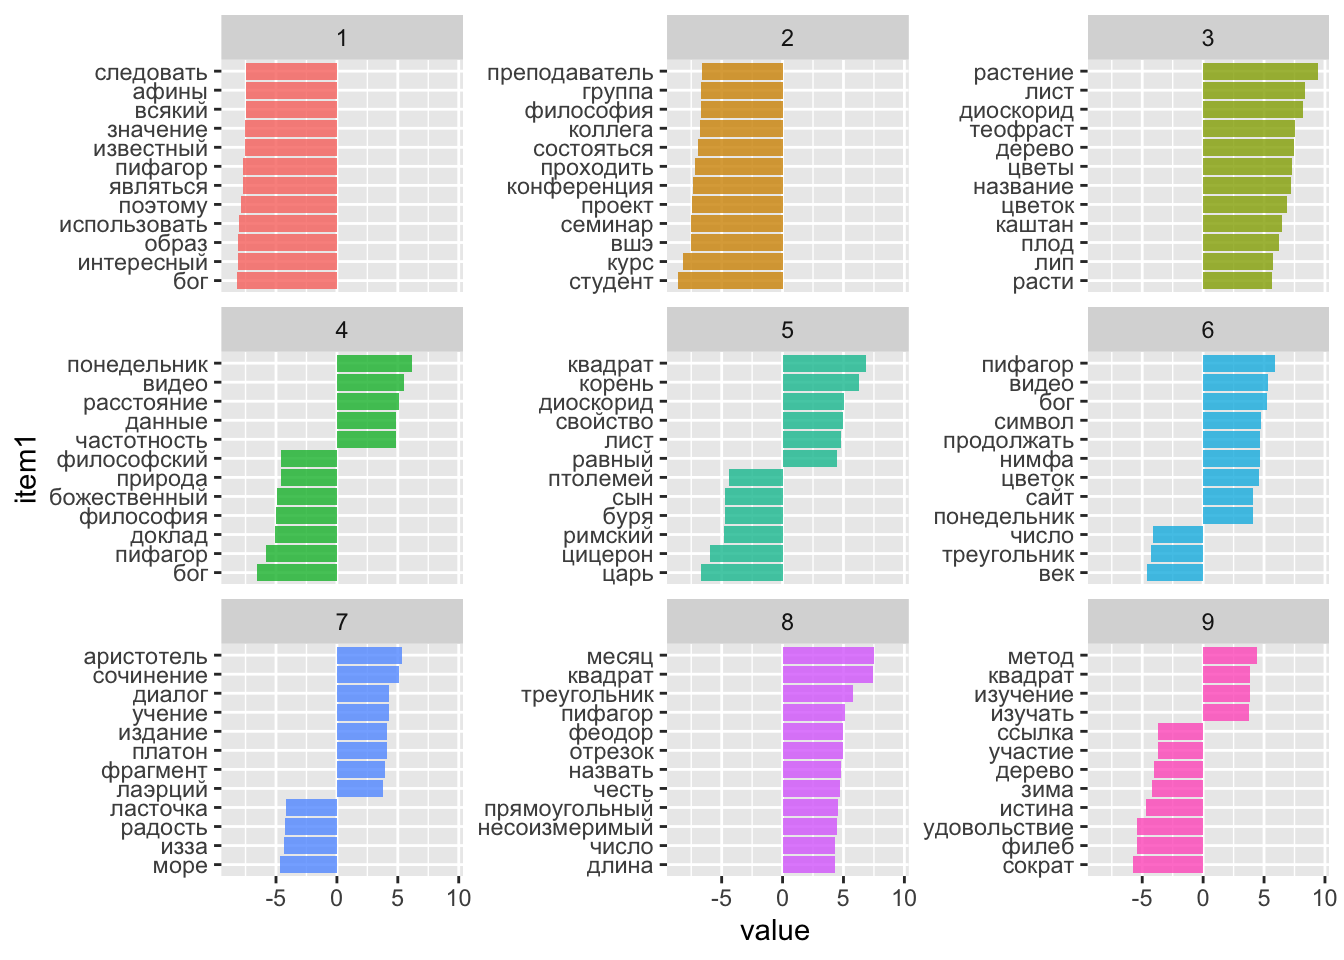 1
следовать
афины
всякий
значение
известный
пифагор
являться
поэтому
использовать
образ
интересный
бог
2
преподаватель
группа
философия
коллега
состояться
проходить
конференция
проект
семинар
вшэ
курс
студент
3
растение
лист
диоскорид
теофраст
дерево
цветы
название
цветок
каштан
плод
лип
расти
4
понедельник
видео
расстояние
данные
частотность
философский
природа
божественный
философия
доклад
пифагор
бог
5
квадрат
корень
диоскорид
свойство
лист
равный
птолемей
сын
буря
римский
цицерон
царь
6
пифагор
видео
бог
символ
продолжать
нимфа
цветок
сайт
понедельник
число
треугольник
век
7
аристотель
сочинение
диалог
учение
издание
платон
фрагмент
лаэрций
ласточка
радость
изза
море
-5 0 5 10
8
месяц
квадрат
треугольник
пифагор
феодор
отрезок
назвать
честь
прямоугольный
несоизмеримый
число
длина
-5 0 5 10
9
метод
квадрат
изучение
изучать
ссылка
участие
дерево
зима
истина
удовольствие
филеб
сократ
-5 0 5 10
value
item1